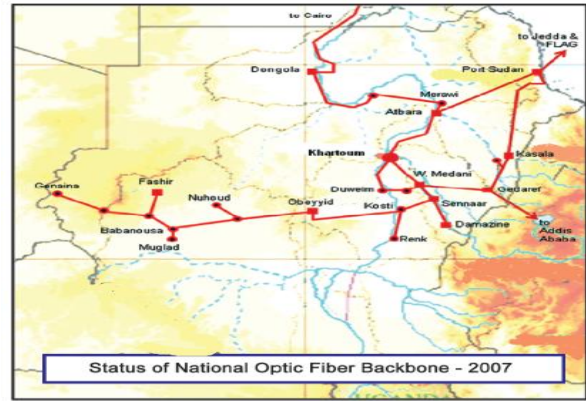 to Cairo
to Jedda &
FLAG
Dongola
Port Sudan
Merowi
Atbara
Khartoum
Kasala
Genaina
Fashir
W. Medani
Nuhoud
Obeyyid
Duweim
Gedaref
Kosti
Sennaar
Babanousa
Damazine
to
Addis
Ababa
Muglad
Renk
Status of National Optic Fiber Backbone - 2007
UGANDA